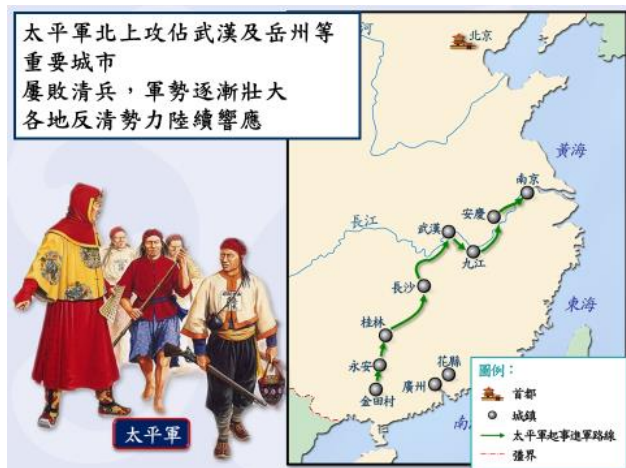 太平軍北上攻佔武漢及岳州等
重要城市
屢敗清兵，軍勢逐漸壯大
各地反清勢力陸續響應
河
北京
黃海
南京
安慶
長江
武漢
九江
長沙
東海
桂林
永安
花縣
廣州
金田村
南
太平軍
圖例：
首都
城鎮
太平軍起事進軍路線
疆界